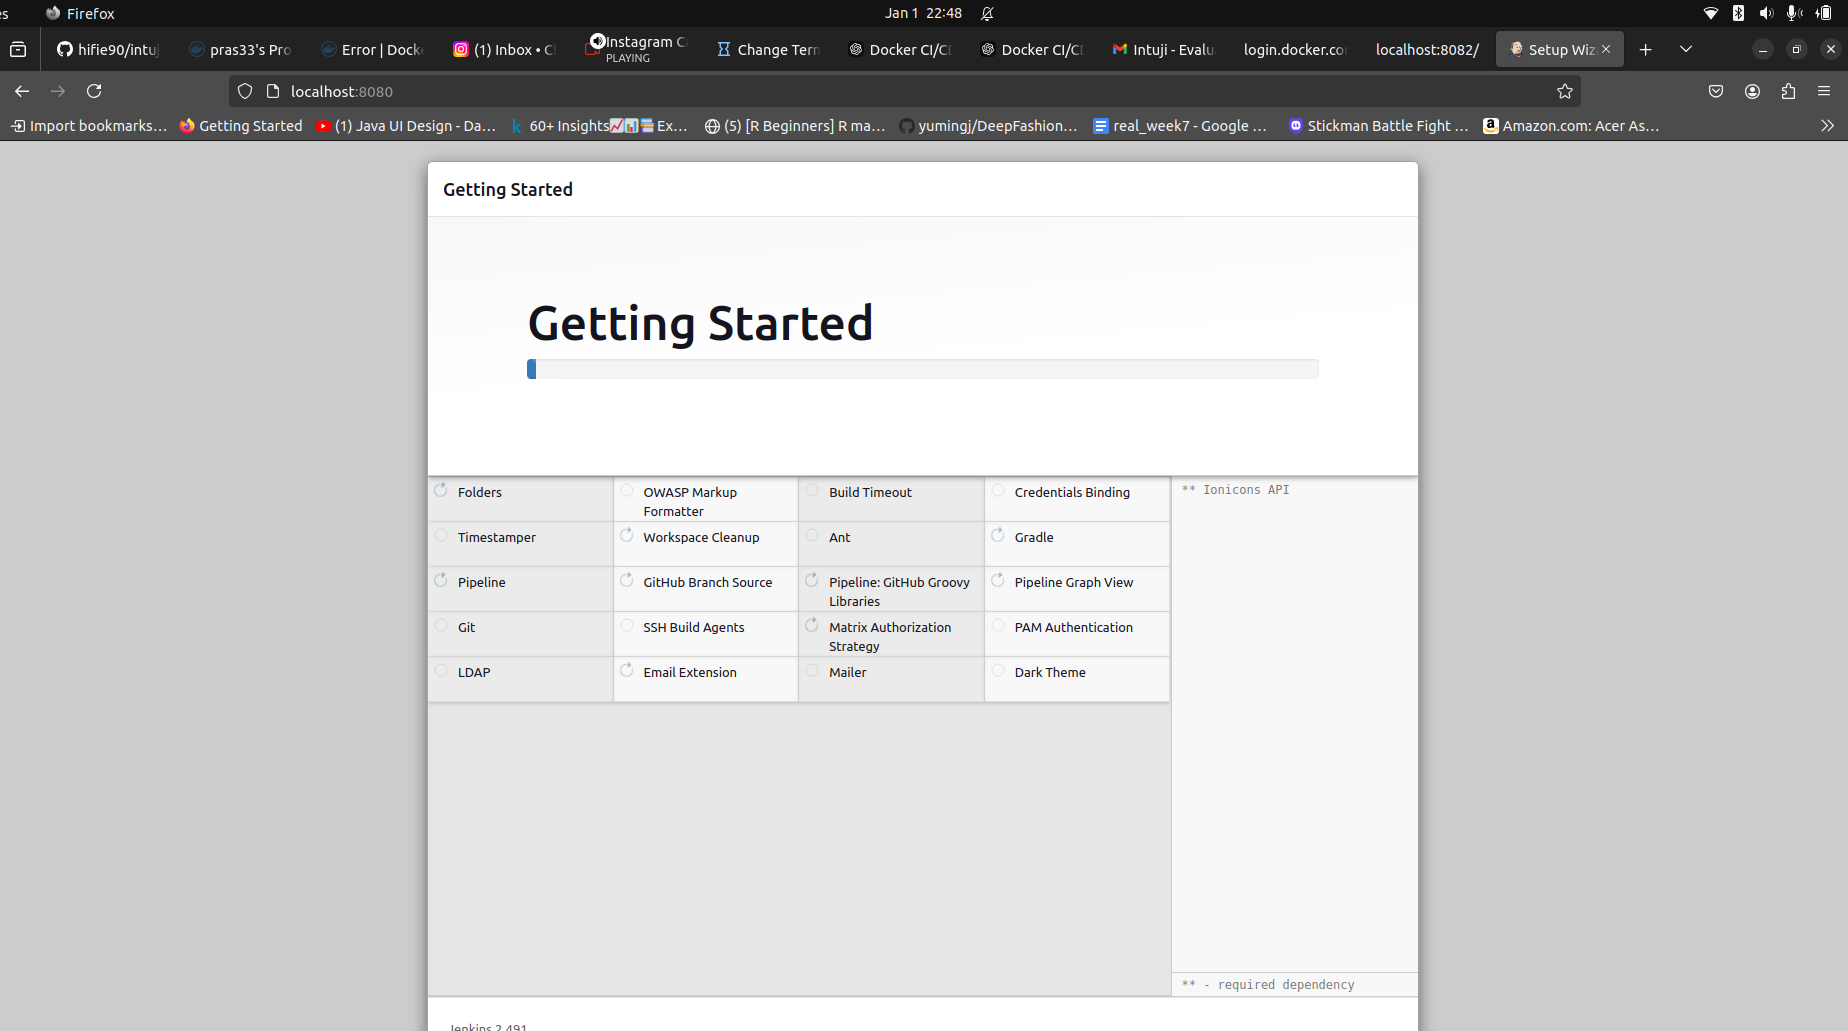 es Firefox Jan 1 22:48
hifie90/intuj pras33's Pro Error | Docke (1) Inbox • C Instagram C Change Tern Docker CI/C Docker CI/C Intuji - Evalu login.docker.co localhost:8082/ Setup Wiz
PLAYING
localhost:8080
Import bookmarks... Getting Started (1) Java UI Design - Da... 60+ Insights Ex... (5) [R Beginners] R ma... yumingj/DeepFashion... real_week7 - Google ... Stickman Battle Fight ... Amazon.com: Acer As...
Getting Started
Getting Started
Folders OWASP Markup Formatter Build Timeout Credentials Binding
Timestamper Workspace Cleanup Ant Gradle
Pipeline GitHub Branch Source Pipeline: GitHub Groovy Libraries Pipeline Graph View
Git SSH Build Agents Matrix Authorization Strategy PAM Authentication
LDAP Email Extension Mailer Dark Theme
** Ionicons API
** - required dependency
Jenkins 2.491